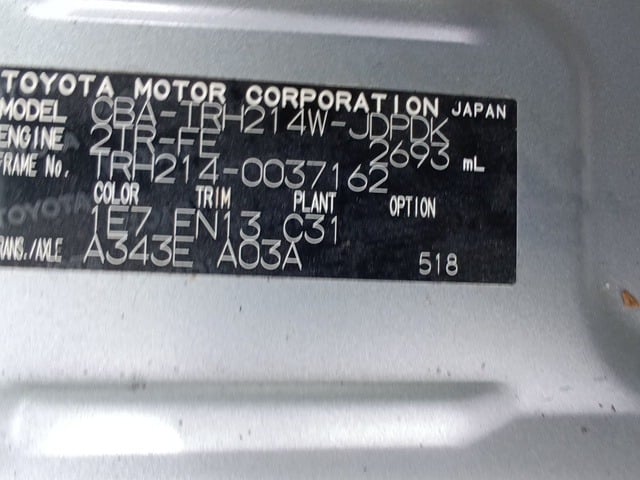 TOYOTA MOTOR CORPORATION JAPAN
MODEL CBA-TRH214W-JDPDK
ENGINE 2TR-FE 2693 mL
FRAME No. TRH214-0037162
COLOR TRIM PLANT OPTION
1E7 EN13 C31
TRANS./AXLE A343E A03A 518